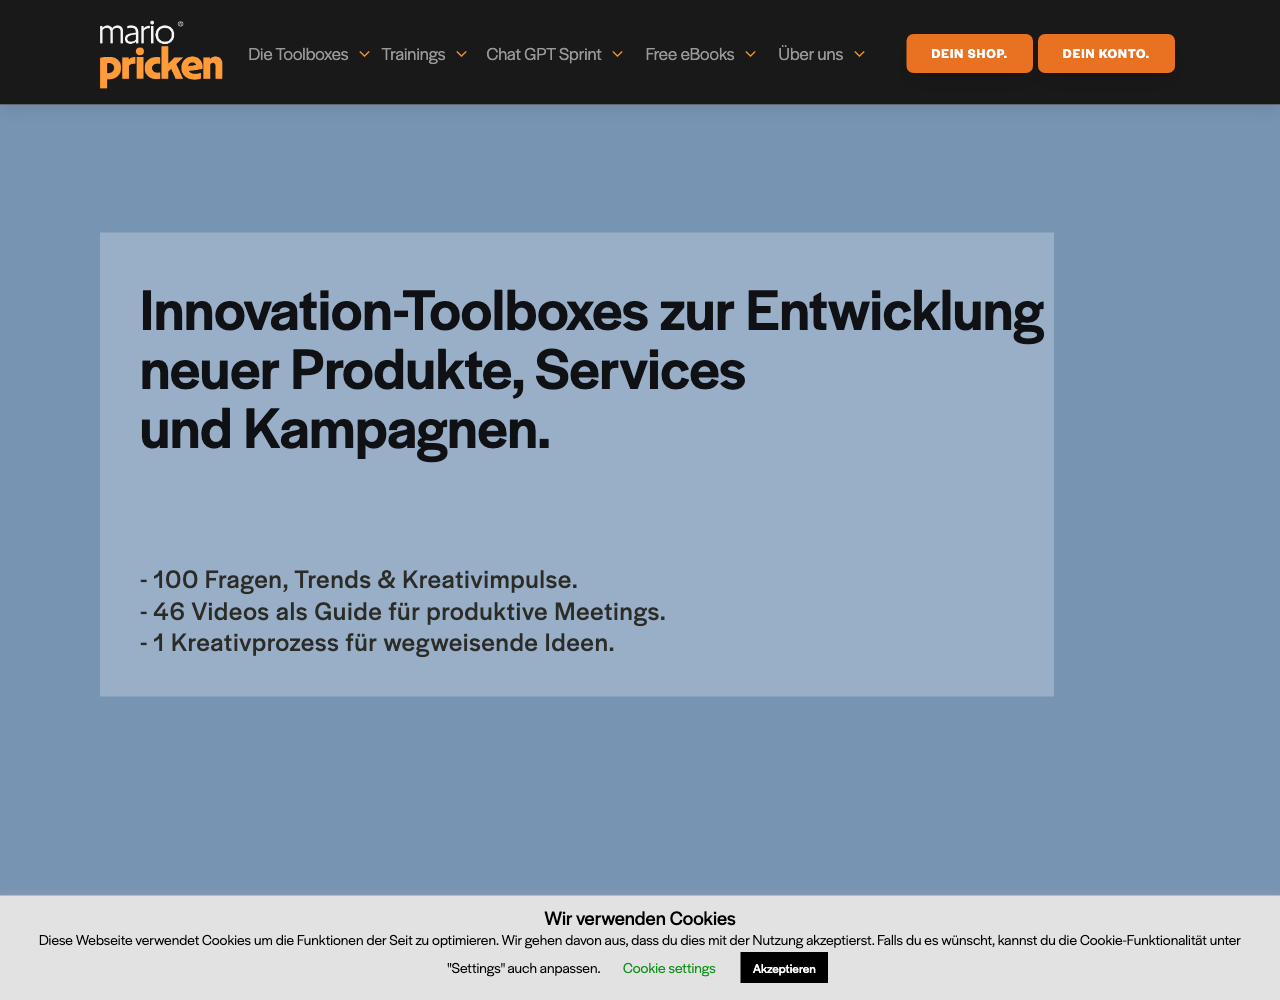 mario®
pricken
Die Toolboxes Trainings Chat GPT Sprint Free eBooks Über uns DEIN SHOP. DEIN KONTO.
Innovation-Toolboxes zur Entwicklung
neuer Produkte, Services
und Kampagnen.
- 100 Fragen, Trends & Kreativimpulse.
- 46 Videos als Guide für produktive Meetings.
- 1 Kreativprozess für wegweisende Ideen.
Wir verwenden Cookies
Diese Webseite verwendet Cookies um die Funktionen der Seit zu optimieren. Wir gehen davon aus, dass du dies mit der Nutzung akzeptierst. Falls du es wünscht, kannst du die Cookie-Funktionalität unter
"Settings" auch anpassen. Cookie settings Akzeptieren